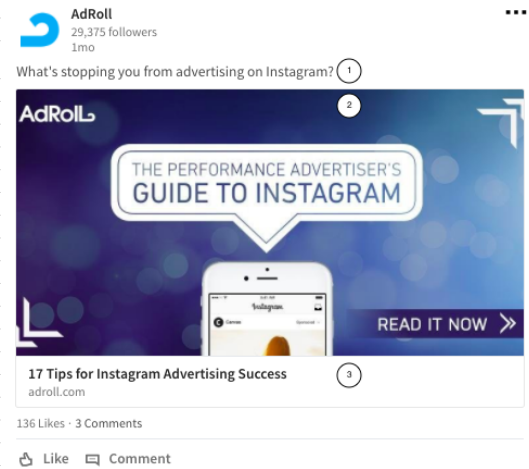 AdRoll
29,375 followers
1mo
What's stopping you from advertising on Instagram? 1
2
AdRoll
THE PERFORMANCE ADVERTISER'S
GUIDE TO INSTAGRAM
Instagram
Canvas
Sponsored
READ IT NOW
17 Tips for Instagram Advertising Success
3
adroll.com
136 Likes · 3 Comments
Like
Comment